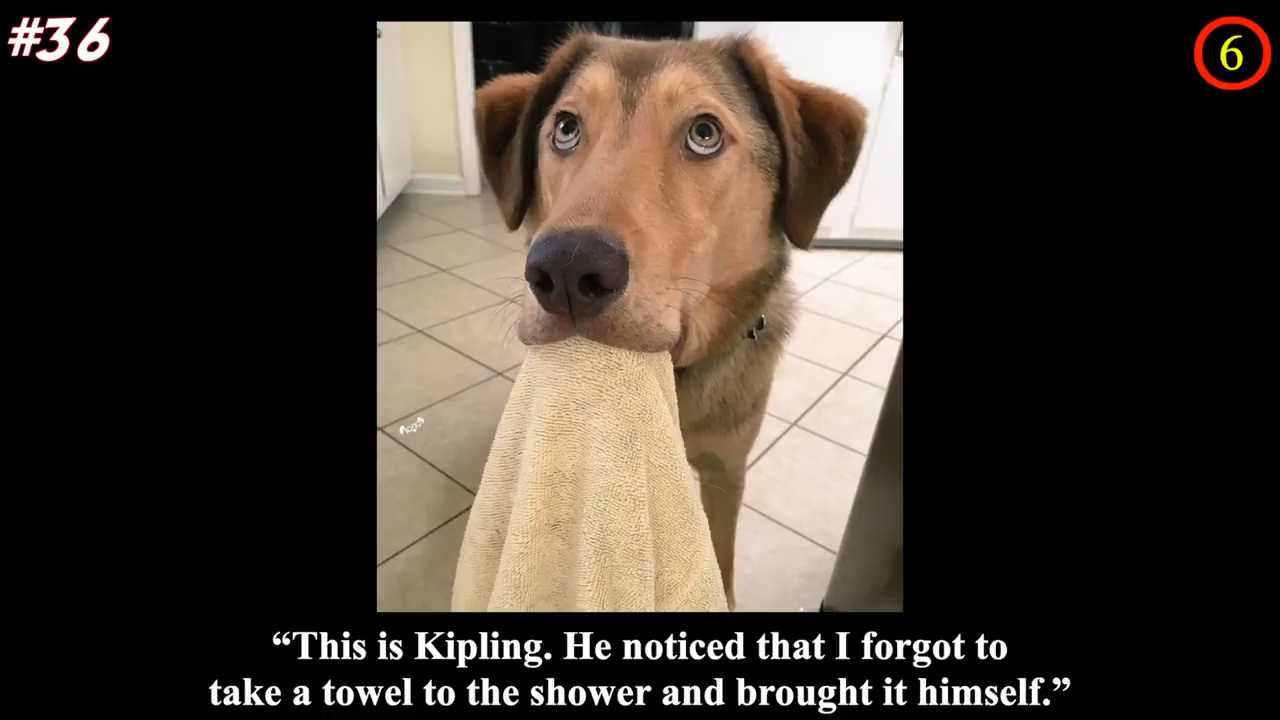 #36
6
“This is Kipling. He noticed that I forgot to
take a towel to the shower and brought it himself.”